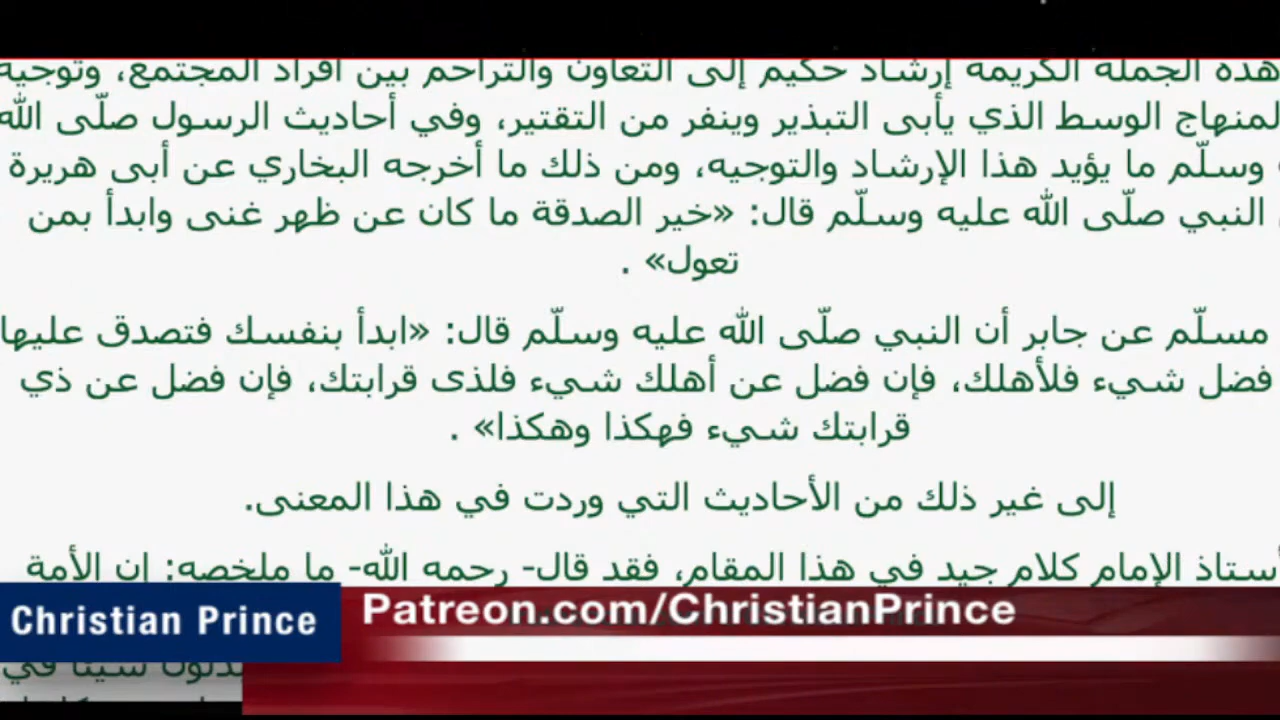 هذه الجملة الكريمة إرشاد حكيم إلى التعاون والتراحم بين أفراد المجتمع، وتوجيه
لمنهاج الوسط الذي يأبى التبذير وينفر من التقتير، وفي أحاديث الرسول صلّى الله
وسلّم ما يؤيد هذا الإرشاد والتوجيه، ومن ذلك ما أخرجه البخاري عن أبى هريرة
النبي صلّى الله عليه وسلّم قال: «خير الصدقة ما كان عن ظهر غنى وابدأ بمن
تعول» .
مسلّم عن جابر أن النبي صلّى الله عليه وسلّم قال: «ابدأ بنفسك فتصدق عليها
فضل شيء فلأهلك، فإن فضل عن أهلك شيء فلذى قرابتك، فإن فضل عن ذي
قرابتك شيء فهكذا وهكذا» .
إلى غير ذلك من الأحاديث التي وردت في هذا المعنى.
أستاذ الإمام كلام جيد في هذا المقام، فقد قال- رحمه الله- ما ملخصه: إن الأمة
Christian Prince
Patreon.com/ChristianPrince
في